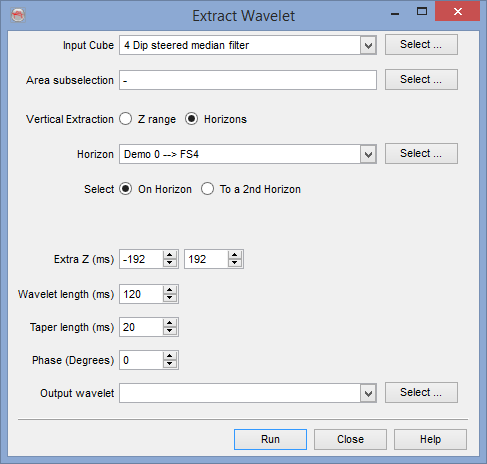 Extract Wavelet
Input Cube 4 Dip steered median filter Select ...
Area subselection - Select ...
Vertical Extraction Z range Horizons
Horizon Demo 0 --> FS4 Select ...
Select On Horizon To a 2nd Horizon
Extra Z (ms) -192 192
Wavelet length (ms) 120
Taper length (ms) 20
Phase (Degrees) 0
Output wavelet Select ...
Run Close Help